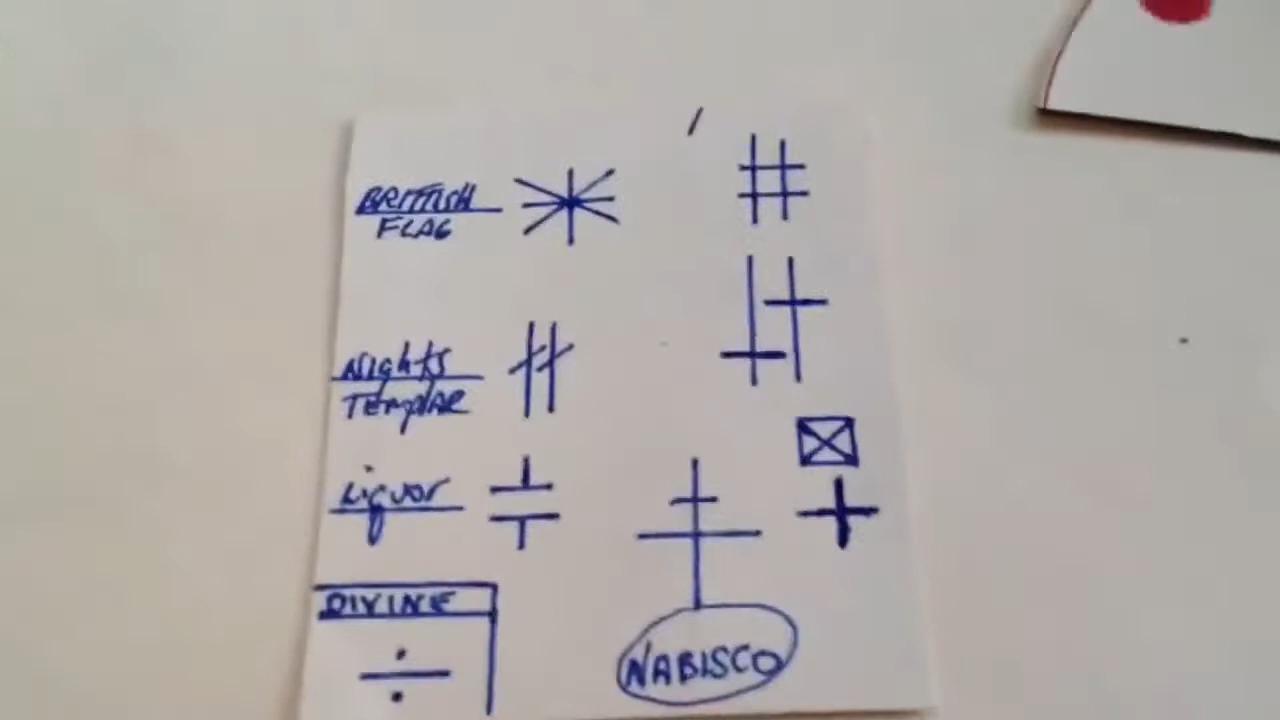 BRITISH
FLAG
Nights
Templar
Liquor
DIVINE
÷
#
NABISCO